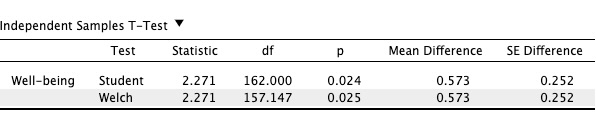 Independent Samples T-Test ▼
Test Statistic df p Mean Difference SE Difference
Well-being Student 2.271 162.000 0.024 0.573 0.252
Welch 2.271 157.147 0.025 0.573 0.252